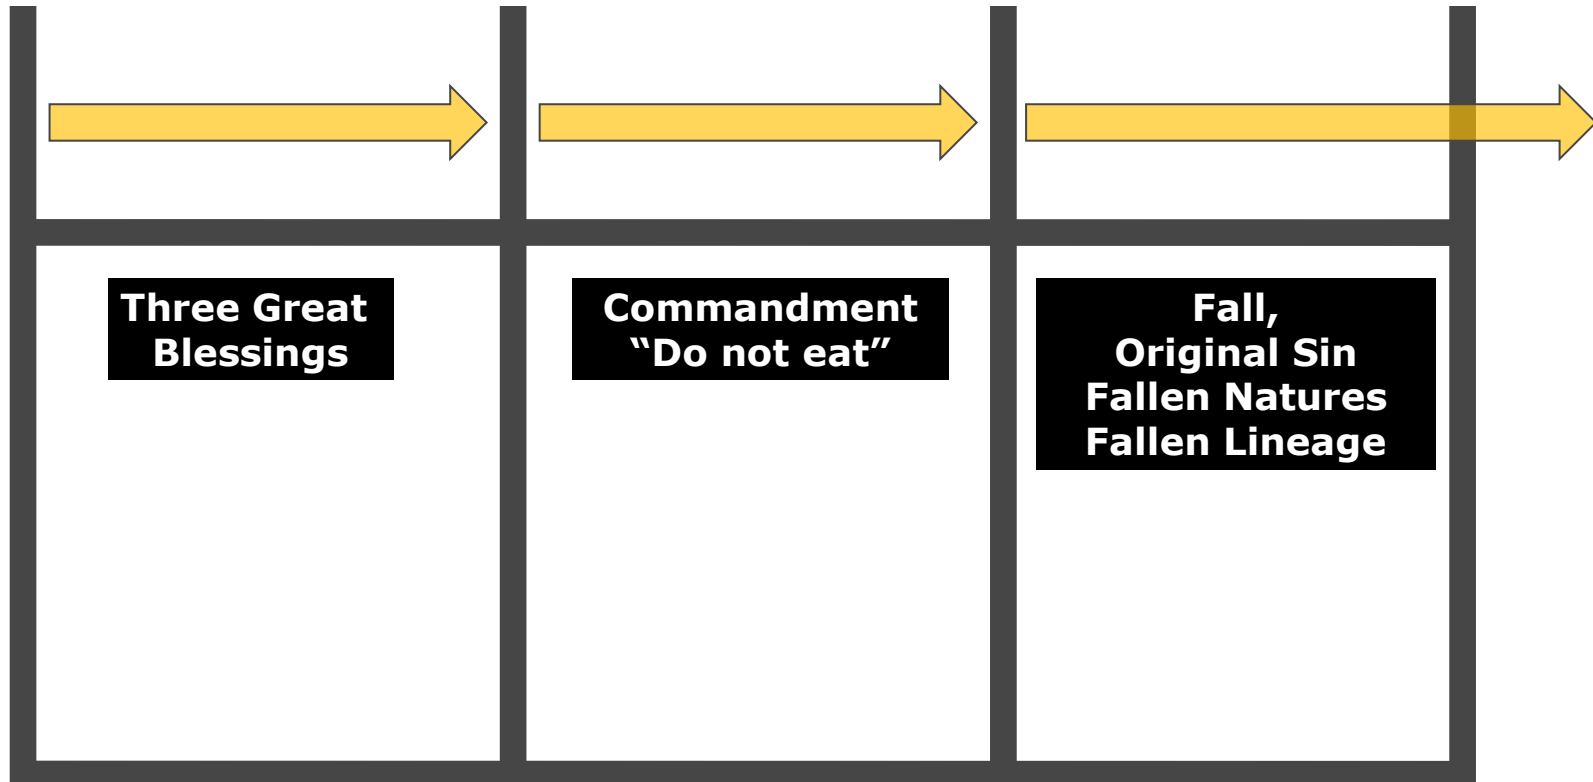 Three Great
Blessings
Commandment
“Do not eat”
Fall,
Original Sin
Fallen Natures
Fallen Lineage